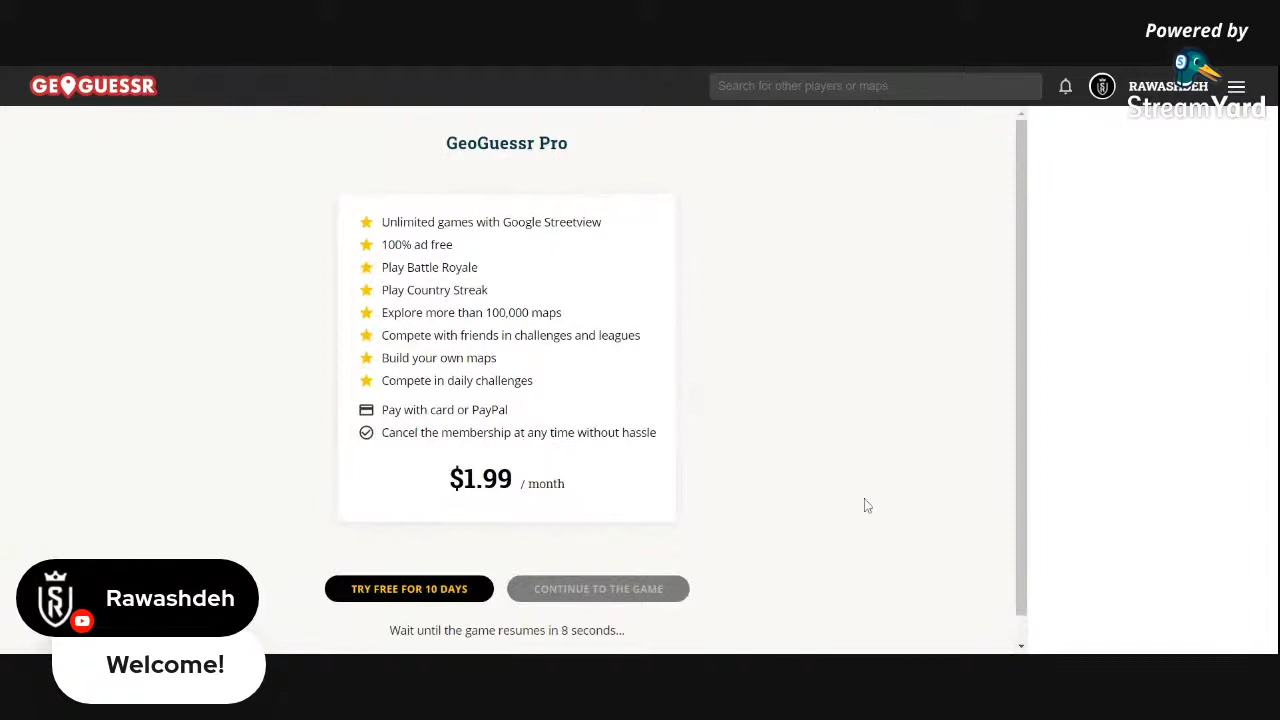 Powered by
StreamYard
GEOGUESSR
Search for other players or maps
RAWASHDEH
GeoGuessr Pro
Unlimited games with Google Streetview
100% ad free
Play Battle Royale
Play Country Streak
Explore more than 100,000 maps
Compete with friends in challenges and leagues
Build your own maps
Compete in daily challenges
Pay with card or PayPal
Cancel the membership at any time without hassle
$1.99 / month
TRY FREE FOR 10 DAYS
CONTINUE TO THE GAME
Wait until the game resumes in 8 seconds...
Rawashdeh
Welcome!